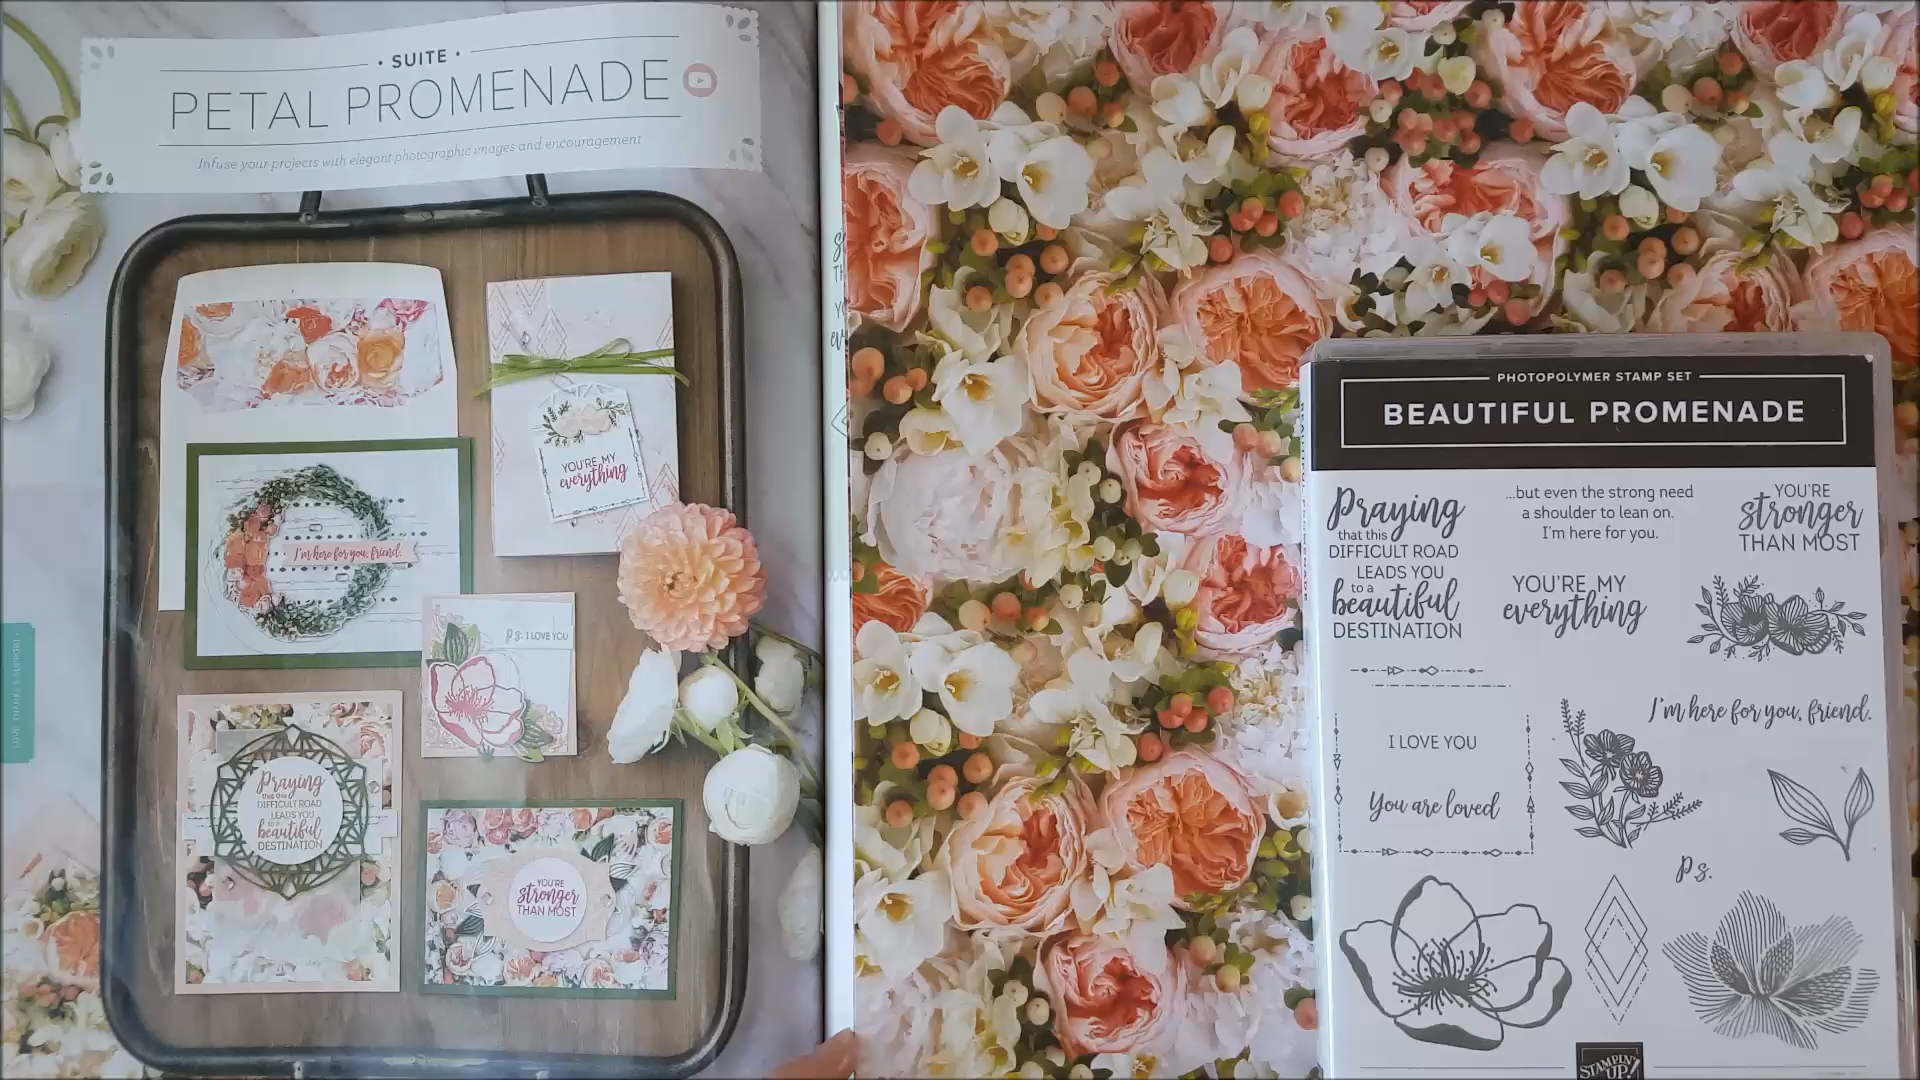 • SUITE •
PETAL PROMENADE
Infuse your projects with elegant photographic images and encouragement
YOU'RE MY
everything
I'm here for you, friend.
p.s. I LOVE YOU
Praying
that this
DIFFICULT ROAD
LEADS YOU
to a
beautiful
DESTINATION
YOU'RE
stronger
THAN MOST
PHOTOPOLYMER STAMP SET
BEAUTIFUL PROMENADE
Praying
that this
DIFFICULT ROAD
LEADS YOU
to a
beautiful
DESTINATION
...but even the strong need
a shoulder to lean on.
I'm here for you.
YOU'RE
stronger
THAN MOST
YOU'RE MY
everything
I'm here for you, friend.
I LOVE YOU
You are loved
p.s.
STAMPIN'
UP!